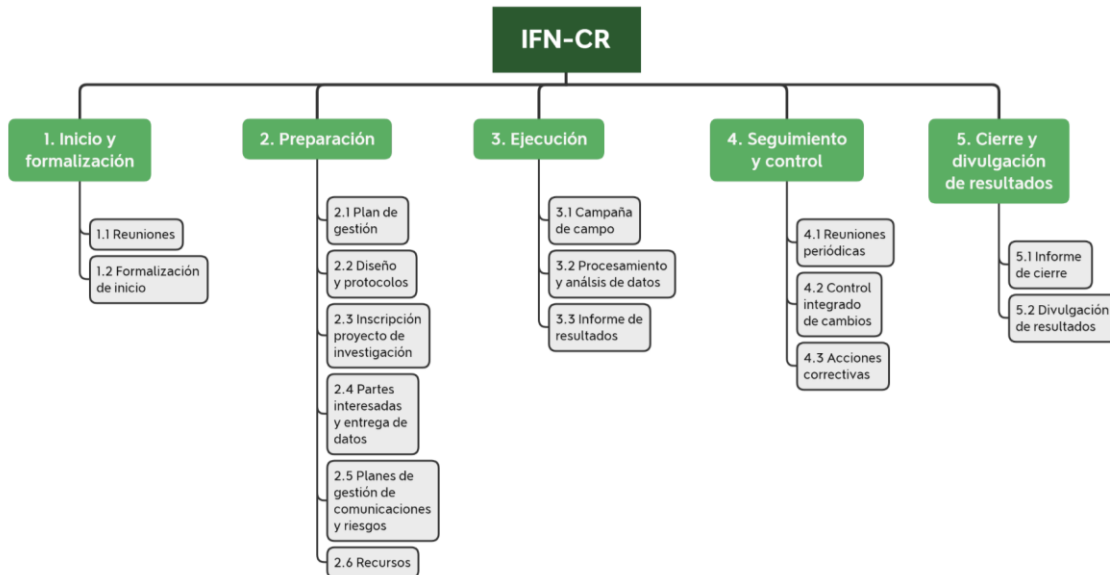 IFN-CR
1. Inicio y
formalización
1.1 Reuniones
1.2 Formalización
de inicio
2. Preparación
2.1 Plan de
gestión
2.2 Diseño
y protocolos
2.3 Inscripción
proyecto de
investigación
2.4 Partes
interesadas
y entrega de
datos
2.5 Planes de
gestión de
comunicaciones
y riesgos
2.6 Recursos
3. Ejecución
3.1 Campaña
de campo
3.2 Procesamiento
y análsis de datos
3.3 Informe de
resultados
4. Seguimiento
y control
4.1 Reuniones
periódicas
4.2 Control
integrado
de cambios
4.3 Acciones
correctivas
5. Cierre y
divulgación
de resultados
5.1 Informe
de cierre
5.2 Divulgación
de resultados